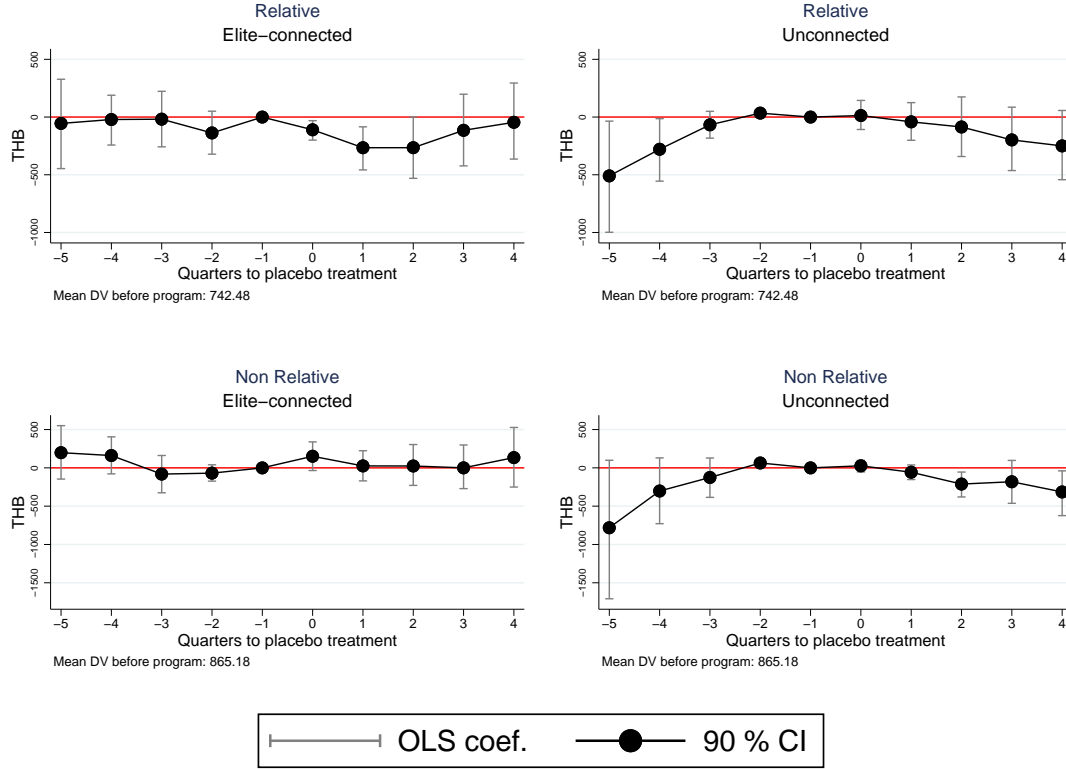 Relative
Elite−connected
500
0
−500
−1000
THB
−5 −4 −3 −2 −1 0 1 2 3 4
Quarters to placebo treatment
Mean DV before program: 742.48
Relative
Unconnected
500
0
−500
−1000
THB
−5 −4 −3 −2 −1 0 1 2 3 4
Quarters to placebo treatment
Mean DV before program: 742.48
Non Relative
Elite−connected
500
0
−500
−1000
−1500
THB
−5 −4 −3 −2 −1 0 1 2 3 4
Quarters to placebo treatment
Mean DV before program: 865.18
Non Relative
Unconnected
500
0
−500
−1000
−1500
THB
−5 −4 −3 −2 −1 0 1 2 3 4
Quarters to placebo treatment
Mean DV before program: 865.18
OLS coef. 90 % CI